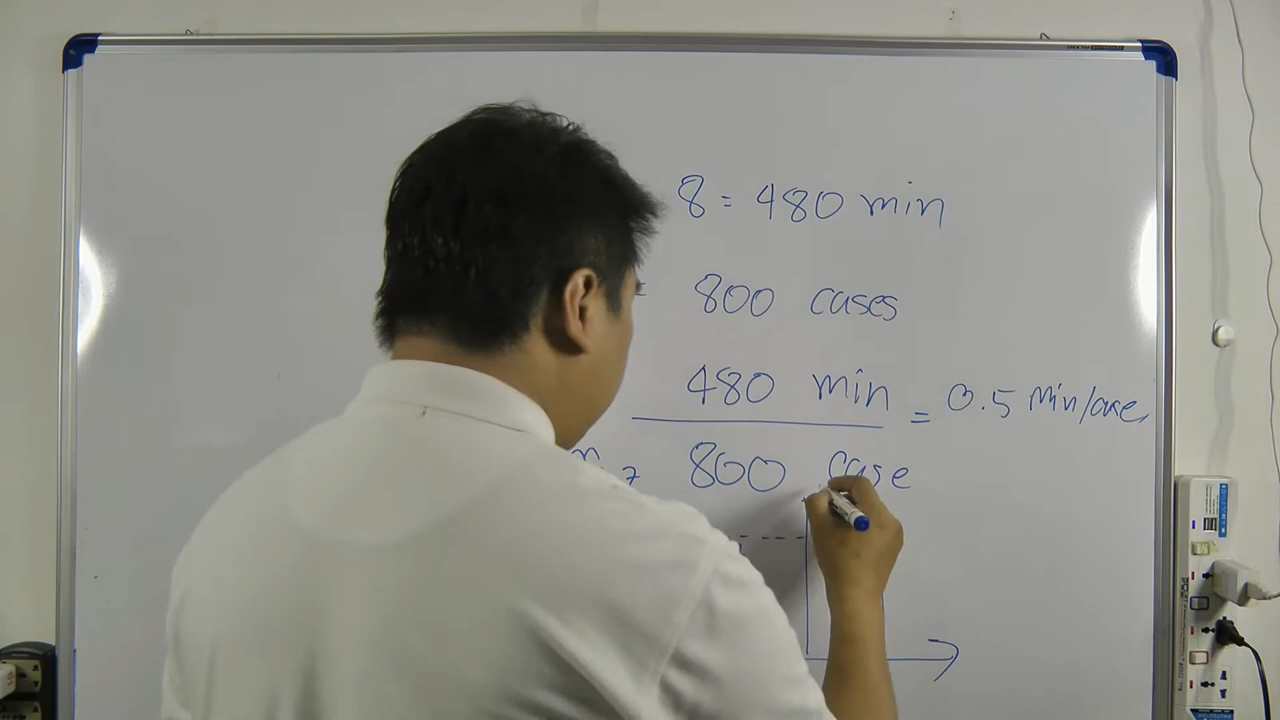 8 = 480 min
800 cases
480 min = 0.5 Min/case
800 case